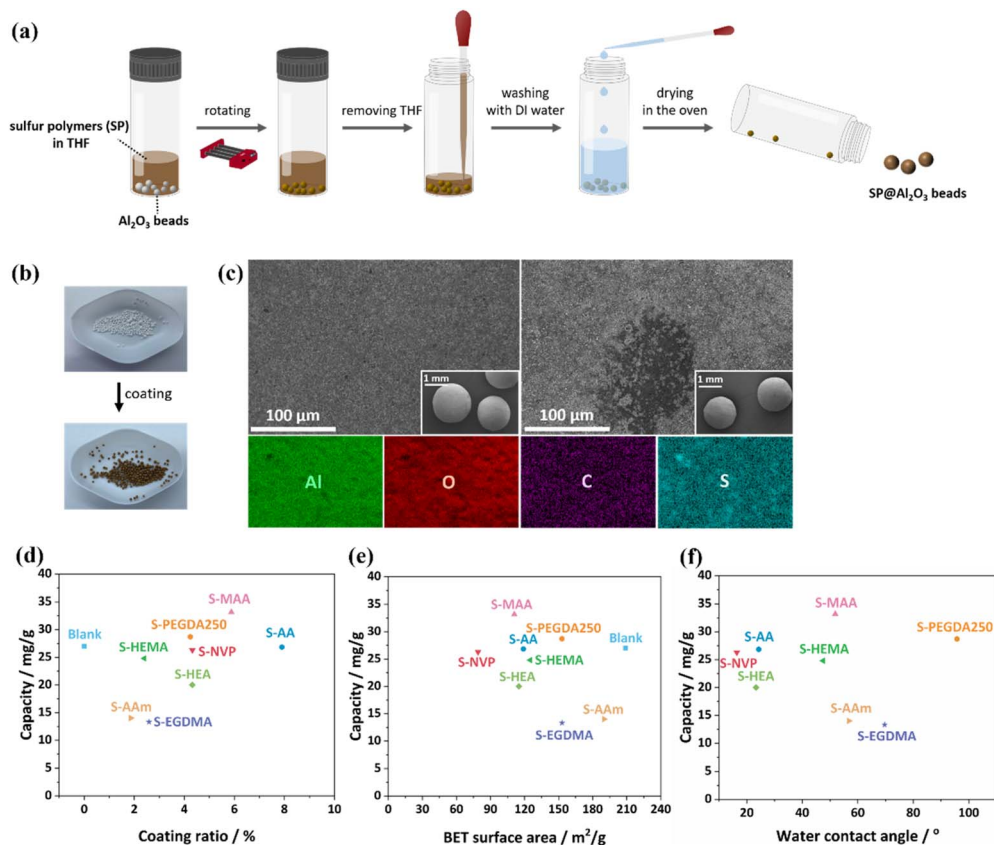 (a)
sulfur polymers (SP)
in THF
Al₂O₃ beads
rotating
removing THF
washing
with DI water
drying
in the oven
SP@Al₂O₃ beads
(b)
coating
(c)
100 μm
1 mm
100 μm
1 mm
Al
O
C
S
(d)
Capacity / mg/g
40
35
30
25
20
15
10
5
0
Blank
S-MAA
S-PEGDA250
S-AA
S-HEMA
S-NVP
S-HEA
S-AAm
S-EGDMA
0 2 4 6 8 10
Coating ratio / %
(e)
Capacity / mg/g
40
35
30
25
20
15
10
5
0
S-MAA
S-PEGDA250
S-AA
Blank
S-NVP
S-HEMA
S-HEA
S-AAm
S-EGDMA
0 30 60 90 120 150 180 210 240
BET surface area / m²/g
(f)
Capacity / mg/g
40
35
30
25
20
15
10
5
0
S-MAA
S-PEGDA250
S-AA
S-HEMA
S-NVP
S-HEA
S-AAm
S-EGDMA
20 40 60 80 100
Water contact angle / °